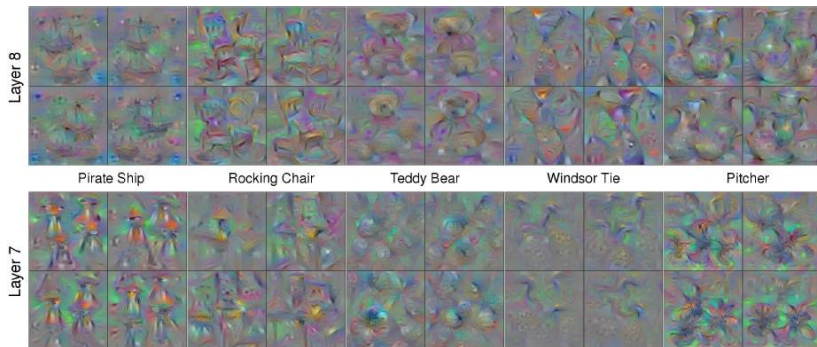 Layer 8
Pirate Ship
Rocking Chair
Teddy Bear
Windsor Tie
Pitcher
Layer 7